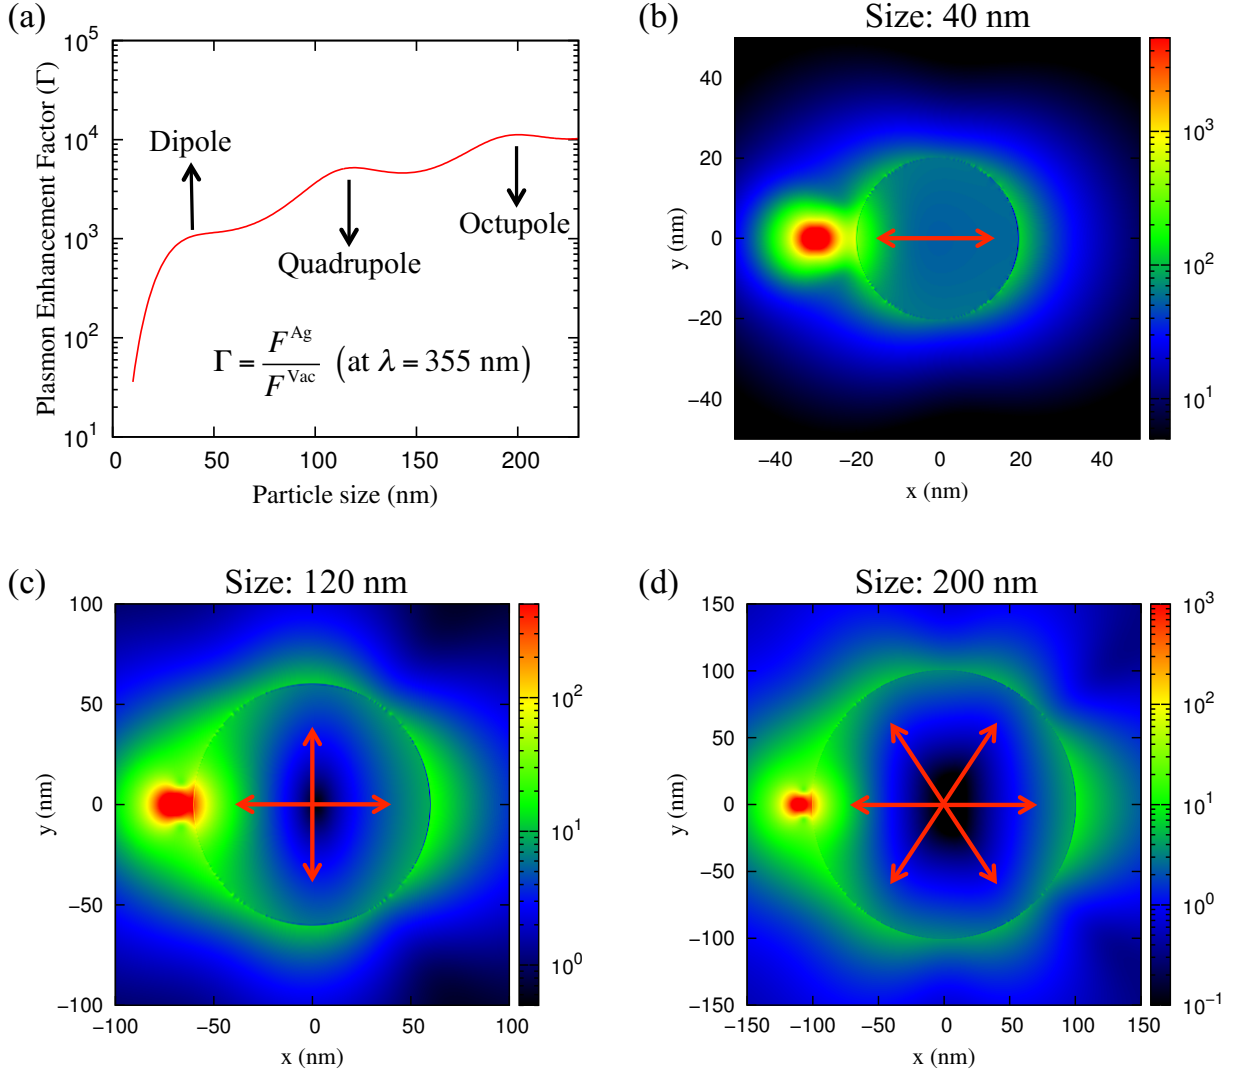 (a)
10^5
10^4
10^3
10^2
10^1
Plasmon Enhancement Factor (Γ)
Dipole
Quadrupole
Octupole
Γ = F^Ag / F^Vac (at λ = 355 nm)
0 50 100 150 200
Particle size (nm)
(b) Size: 40 nm
40
20
0
−20
−40
y (nm)
−40 −20 0 20 40
x (nm)
10^3
10^2
10^1
(c) Size: 120 nm
100
50
0
−50
−100
y (nm)
−100 −50 0 50 100
x (nm)
10^2
10^1
10^0
(d) Size: 200 nm
150
100
50
0
−50
−100
−150
y (nm)
−150 −100 −50 0 50 100 150
x (nm)
10^3
10^2
10^1
10^0
10^−1